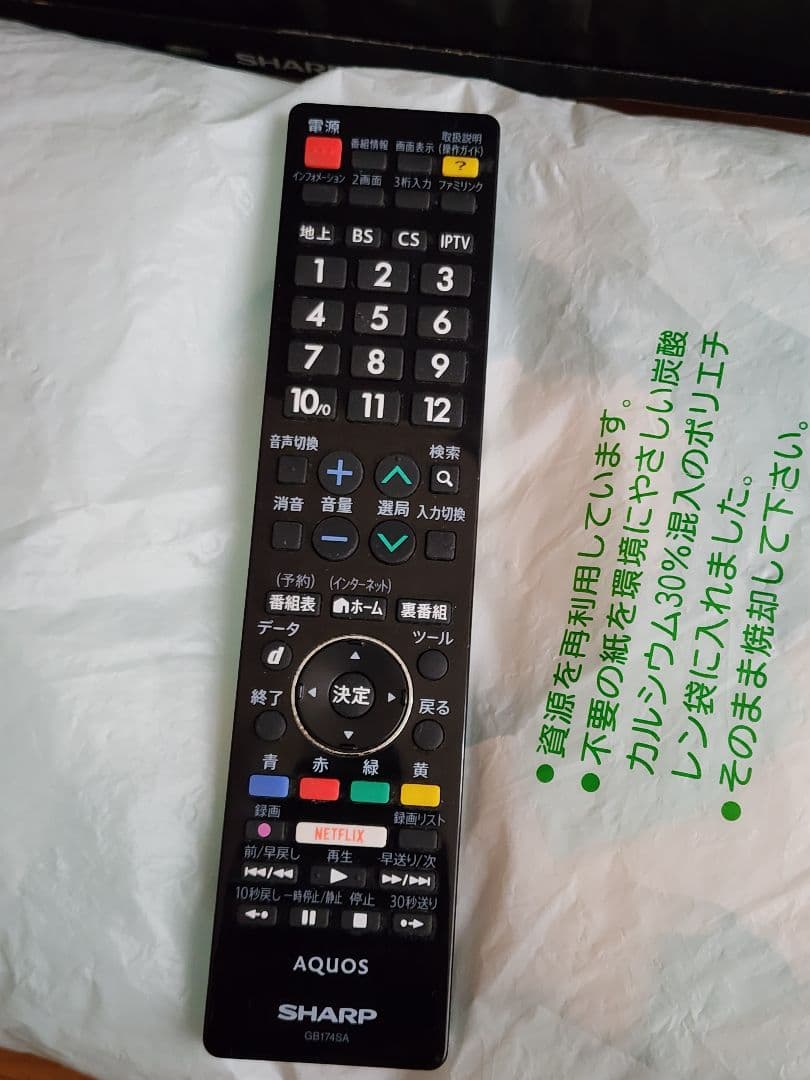 SHARP
電源
番組情報
画面表示
取扱説明
(操作ガイド)
?
インフォメーション
2画面
3桁入力
ファミリンク
地上
BS
CS
IPTV
1
2
3
4
5
6
7
8
9
10/0
11
12
音声切換
検索
消音
音量
選局
入力切換
(予約)
(インターネット)
番組表
ホーム
裏番組
データ
d
ツール
決定
終了
戻る
青
赤
緑
黄
録画
NETFLIX
録画リスト
前/早戻し
再生
早送り/次
10秒戻し
一時停止/静止
停止
30秒送り
AQUOS
SHARP
GB174SA
●資源を再利用しています。
●不要の紙を環境にやさしい炭酸
カルシウム30%混入のポリエチ
レン袋に入れました。
●そのまま焼却して下さい。